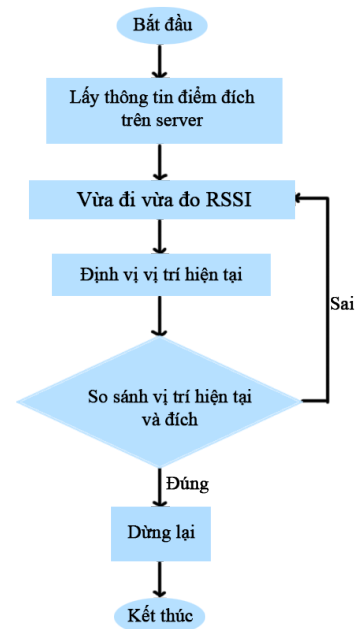 Bắt đầu
Lấy thông tin điểm đích
trên server
Vừa đi vừa đo RSSI
Định vị vị trí hiện tại
Sai
So sánh vị trí hiện tại
và đích
Đúng
Dừng lại
Kết thúc